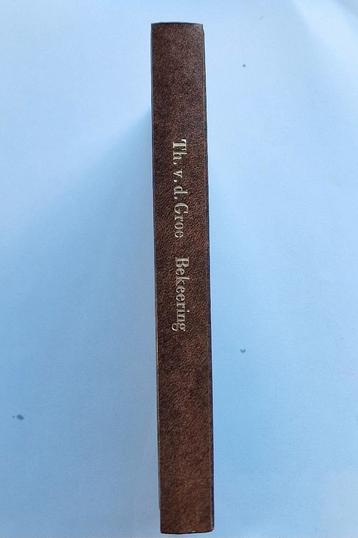 Th. v. d. Groe Bekeering